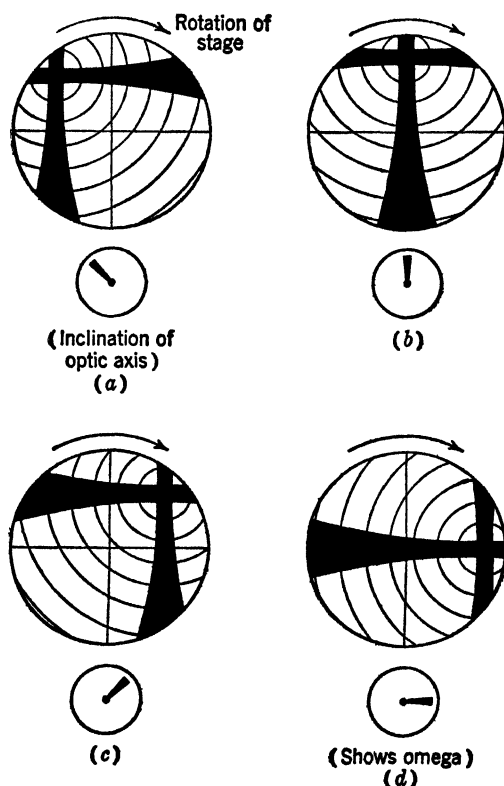 Rotation of
stage
(Inclination of
optic axis)
(a)
(b)
(c)
(Shows omega)
(d)